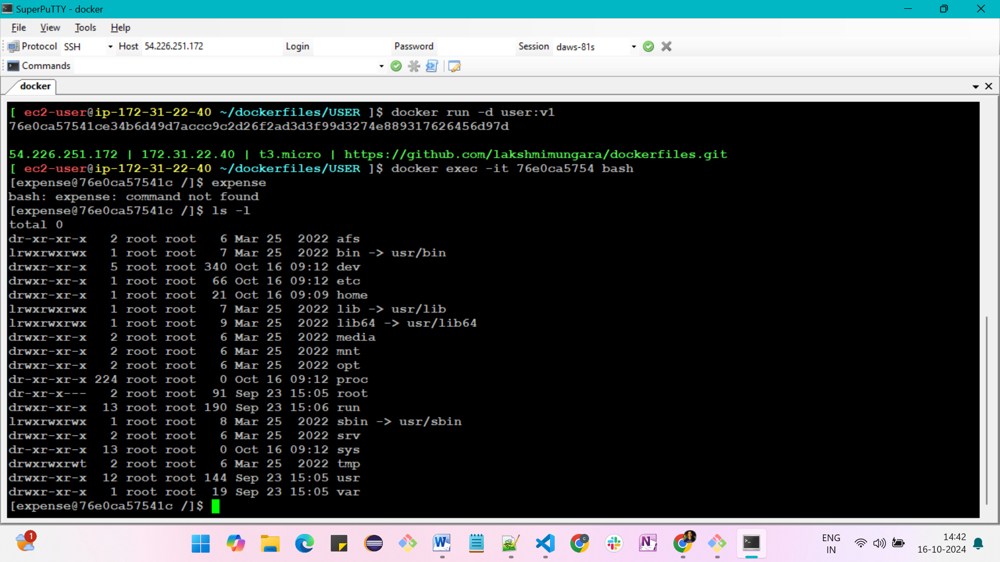 SuperPuTTY - docker
File View Tools Help
Protocol SSH Host 54.226.251.172 Login Password Session daws-81s
Commands
docker
[ ec2-user@ip-172-31-22-40 ~/dockerfiles/USER ]$ docker run -d user:v1
76e0ca57541ce34b6d49d7accc9c2d26f2ad3d3f99d3274e889317626456d97d
54.226.251.172 | 172.31.22.40 | t3.micro | https://github.com/lakshmimungara/dockerfiles.git
[ ec2-user@ip-172-31-22-40 ~/dockerfiles/USER ]$ docker exec -it 76e0ca5754 bash
[expense@76e0ca57541c /]$ expense
bash: expense: command not found
[expense@76e0ca57541c /]$ ls -l
total 0
dr-xr-xr-x   2 root root   6 Mar 25  2022 afs
lrwxrwxrwx   1 root root   7 Mar 25  2022 bin -> usr/bin
drwxr-xr-x   5 root root 340 Oct 16 09:12 dev
drwxr-xr-x   1 root root  66 Oct 16 09:12 etc
drwxr-xr-x   1 root root  21 Oct 16 09:09 home
lrwxrwxrwx   1 root root   7 Mar 25  2022 lib -> usr/lib
lrwxrwxrwx   1 root root   9 Mar 25  2022 lib64 -> usr/lib64
drwxr-xr-x   2 root root   6 Mar 25  2022 media
drwxr-xr-x   2 root root   6 Mar 25  2022 mnt
drwxr-xr-x   2 root root   6 Mar 25  2022 opt
dr-xr-xr-x 224 root root   0 Oct 16 09:12 proc
dr-xr-x---   2 root root  91 Sep 23 15:05 root
drwxr-xr-x  13 root root 190 Sep 23 15:06 run
lrwxrwxrwx   1 root root   8 Mar 25  2022 sbin -> usr/sbin
drwxr-xr-x   2 root root   6 Mar 25  2022 srv
dr-xr-xr-x  13 root root   0 Oct 16 09:12 sys
drwxrwxrwt   2 root root   6 Mar 25  2022 tmp
drwxr-xr-x  12 root root 144 Sep 23 15:05 usr
drwxr-xr-x   1 root root  19 Sep 23 15:05 var
[expense@76e0ca57541c /]$
1
ENG 14:42
IN 16-10-2024